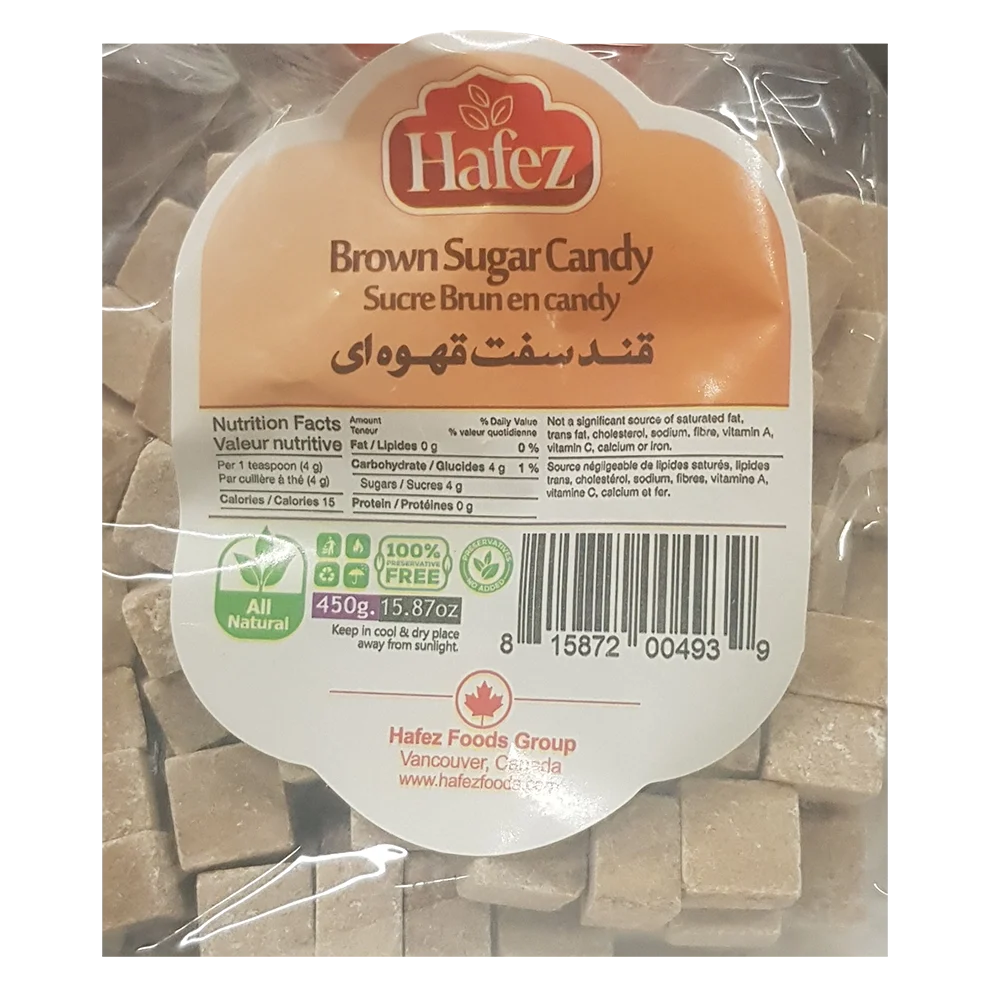 Hafez
Brown Sugar Candy
Sucre Brun en candy
قند سفت قهوه ای
Nutrition Facts
Valeur nutritive
Per 1 teaspoon (4 g)
Par cuillère à thé (4 g)
Calories / Calories 15
Amount % Daily Value
Teneur % valeur quotidienne
Fat / Lipides 0 g 0 %
Carbohydrate / Glucides 4 g 1 %
Sugars / Sucres 4 g
Protein / Protéines 0 g
Not a significant source of saturated fat,
trans fat, cholesterol, sodium, fibre, vitamin A,
vitamin C, calcium or iron.
Source négligeable de lipides saturés, lipides
trans, cholestérol, sodium, fibres, vitamine A,
vitamine C, calcium et fer.
All
Natural
100%
PRESERVATIVE
FREE
PRESERVATIVES
NO ADDED
450g. 15.87oz
Keep in cool & dry place
away from sunlight.
8 15872 00493 9
Hafez Foods Group
Vancouver, Canada
www.hafezfoods.com